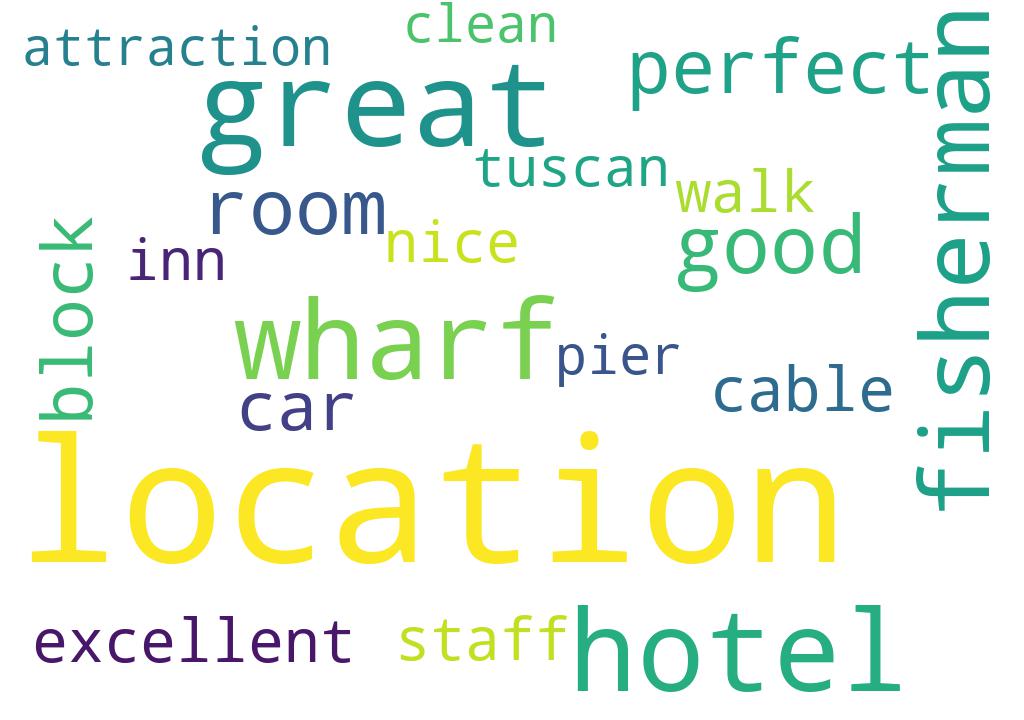 clean
attraction
perfect
great
fisherman
tuscan
walk
room
good
nice
inn
block
wharf
pier
cable
car
location
excellent
staff
hotel